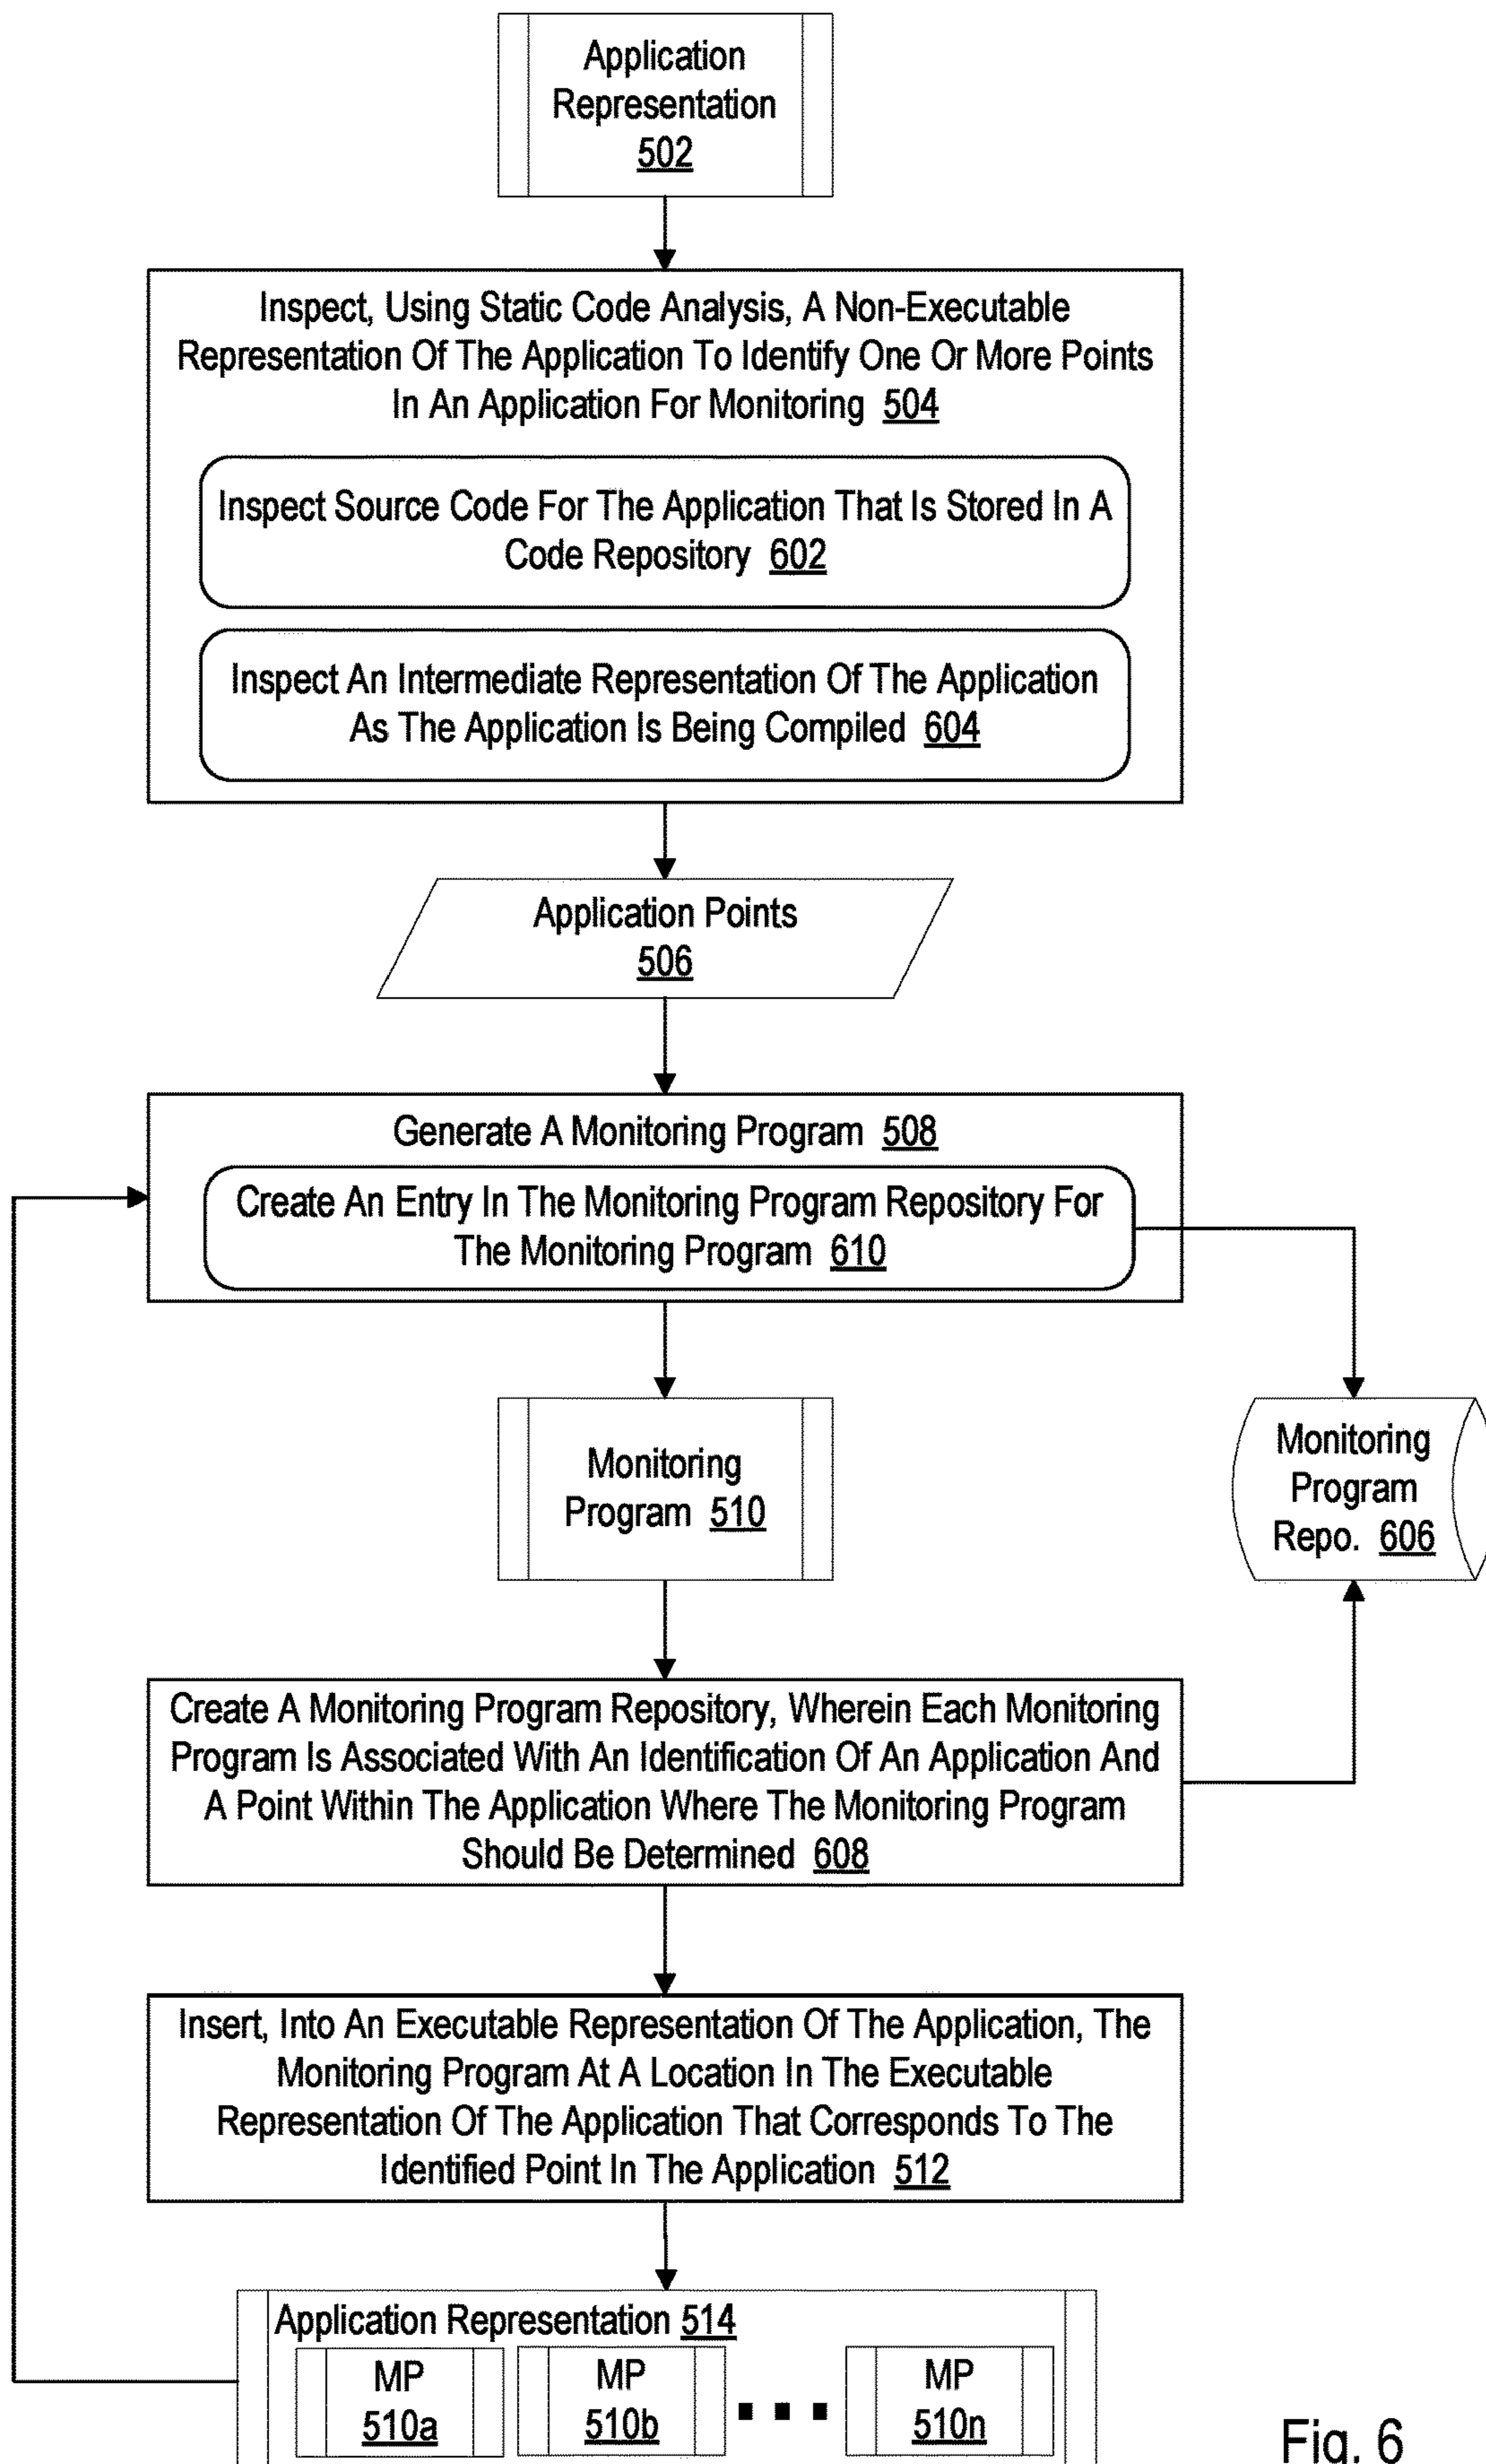 Application
Representation
502
Inspect, Using Static Code Analysis, A Non-Executable
Representation Of The Application To Identify One Or More Points
In An Application For Monitoring 504
Inspect Source Code For The Application That Is Stored In A
Code Repository 602
Inspect An Intermediate Representation Of The Application
As The Application Is Being Compiled 604
Application Points
506
Generate A Monitoring Program 508
Create An Entry In The Monitoring Program Repository For
The Monitoring Program 610
Monitoring
Program 510
Monitoring
Program
Repo. 606
Create A Monitoring Program Repository, Wherein Each Monitoring
Program Is Associated With An Identification Of An Application And
A Point Within The Application Where The Monitoring Program
Should Be Determined 608
Insert, Into An Executable Representation Of The Application, The
Monitoring Program At A Location In The Executable
Representation Of The Application That Corresponds To The
Identified Point In The Application 512
Application Representation 514
MP
510a
MP
510b
MP
510n
Fig. 6